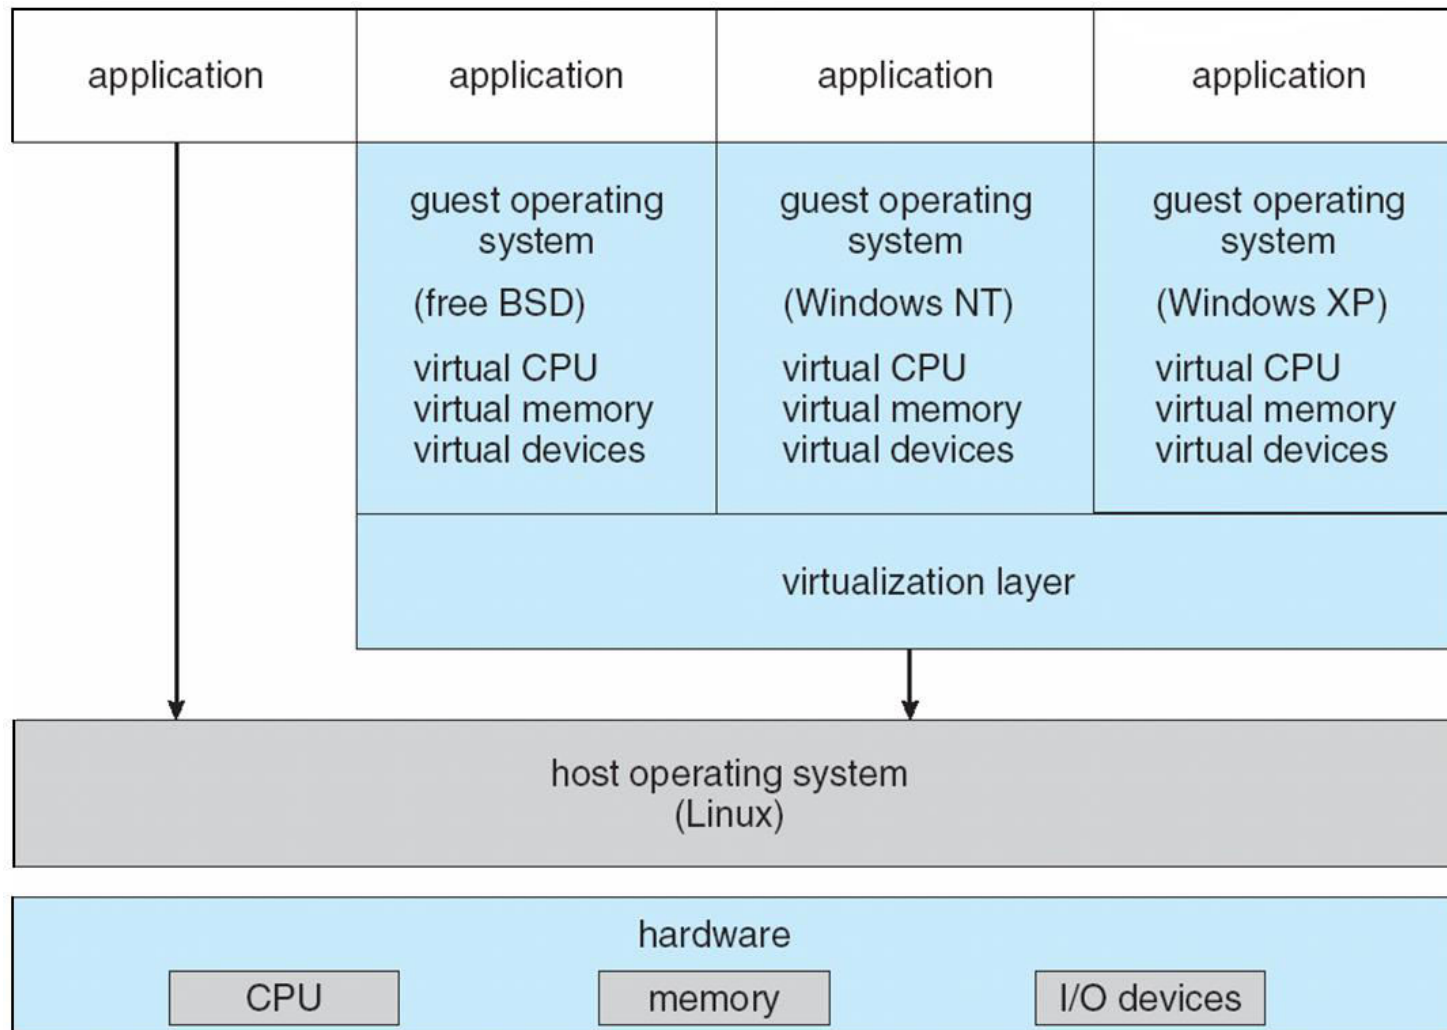 application
application
application
application
guest operating
system
(free BSD)
virtual CPU
virtual memory
virtual devices
guest operating
system
(Windows NT)
virtual CPU
virtual memory
virtual devices
guest operating
system
(Windows XP)
virtual CPU
virtual memory
virtual devices
virtualization layer
host operating system
(Linux)
hardware
CPU
memory
I/O devices